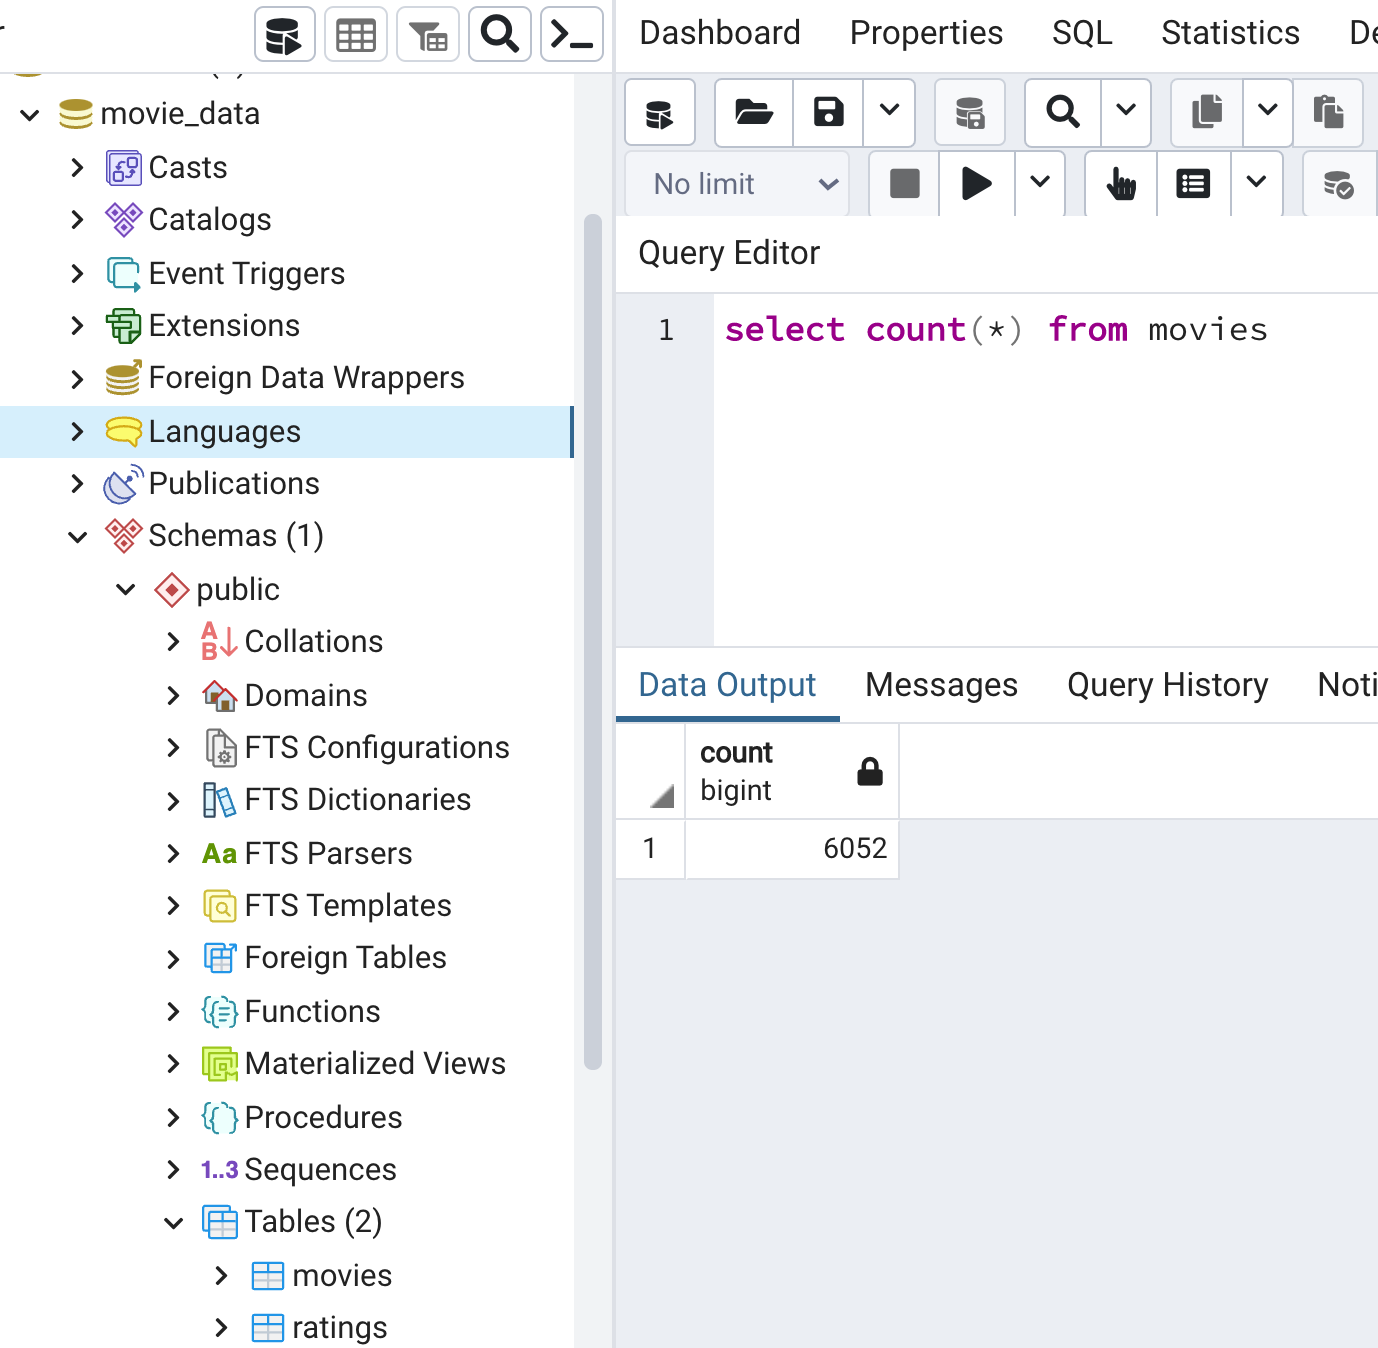 Dashboard Properties SQL Statistics
movie_data
Casts
Catalogs
Event Triggers
Extensions
Foreign Data Wrappers
Languages
Publications
Schemas (1)
public
Collations
Domains
FTS Configurations
FTS Dictionaries
Aa FTS Parsers
FTS Templates
Foreign Tables
Functions
Materialized Views
Procedures
1..3 Sequences
Tables (2)
movies
ratings
No limit
Query Editor
1 select count(*) from movies
Data Output Messages Query History Noti
count
bigint
1 6052